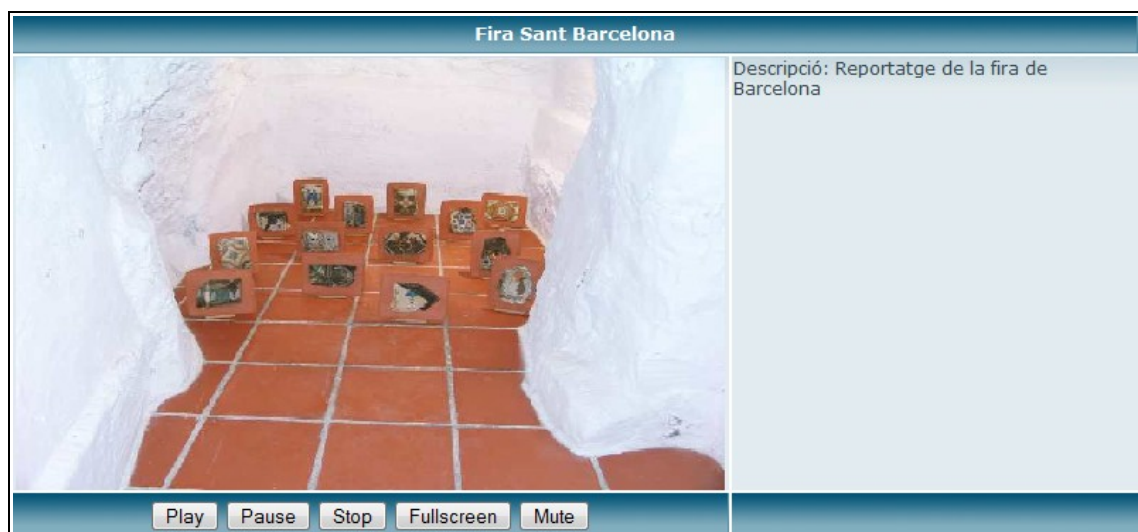 Fira Sant Barcelona
Descripció: Reportatge de la fira de
Barcelona
Play Pause Stop Fullscreen Mute